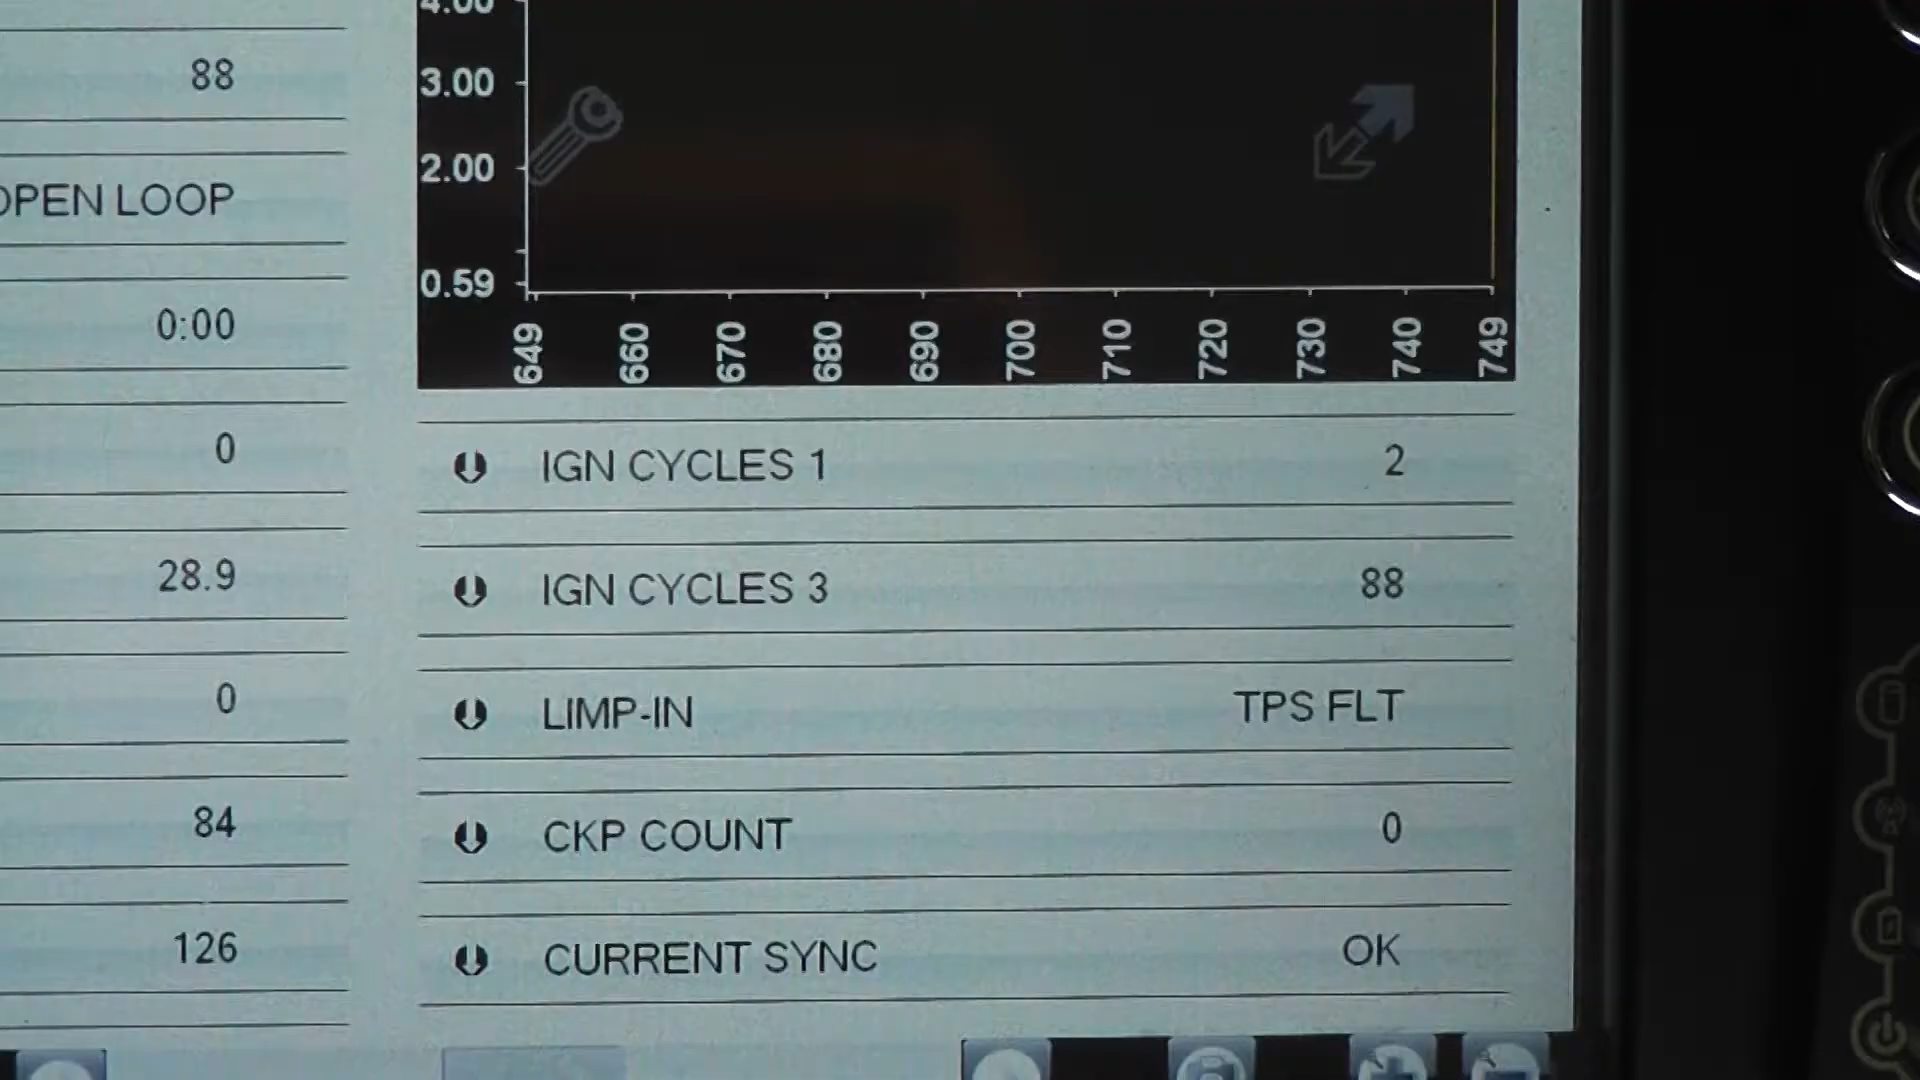 88
OPEN LOOP
0:00
0
28.9
0
84
126
4.00
3.00
2.00
0.59
649 660 670 680 690 700 710 720 730 740 749
IGN CYCLES 1 2
IGN CYCLES 3 88
LIMP-IN TPS FLT
CKP COUNT 0
CURRENT SYNC OK